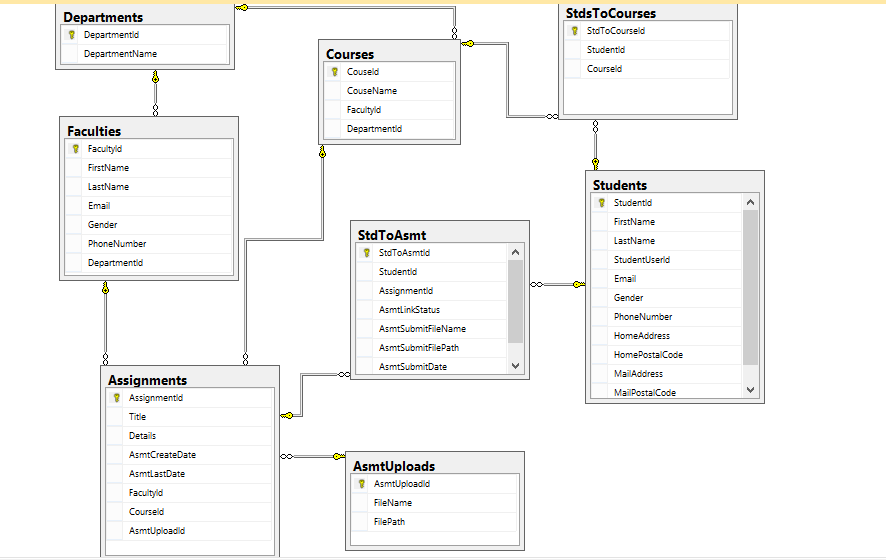 Departments
DepartmentId
DepartmentName
Courses
CouseId
CouseName
FacultyId
DepartmentId
StdsToCourses
StdToCourseId
StudentId
CourseId
Faculties
FacultyId
FirstName
LastName
Email
Gender
PhoneNumber
DepartmentId
StdToAsmt
StdToAsmtId
StudentId
AssignmentId
AsmtLinkStatus
AsmtSubmitFileName
AsmtSubmitFilePath
AsmtSubmitDate
Students
StudentId
FirstName
LastName
StudentUserId
Email
Gender
PhoneNumber
HomeAddress
HomePostalCode
MailAddress
MailPostalCode
Assignments
AssignmentId
Title
Details
AsmtCreateDate
AsmtLastDate
FacultyId
CourseId
AsmtUploadId
AsmtUploads
AsmtUploadId
FileName
FilePath